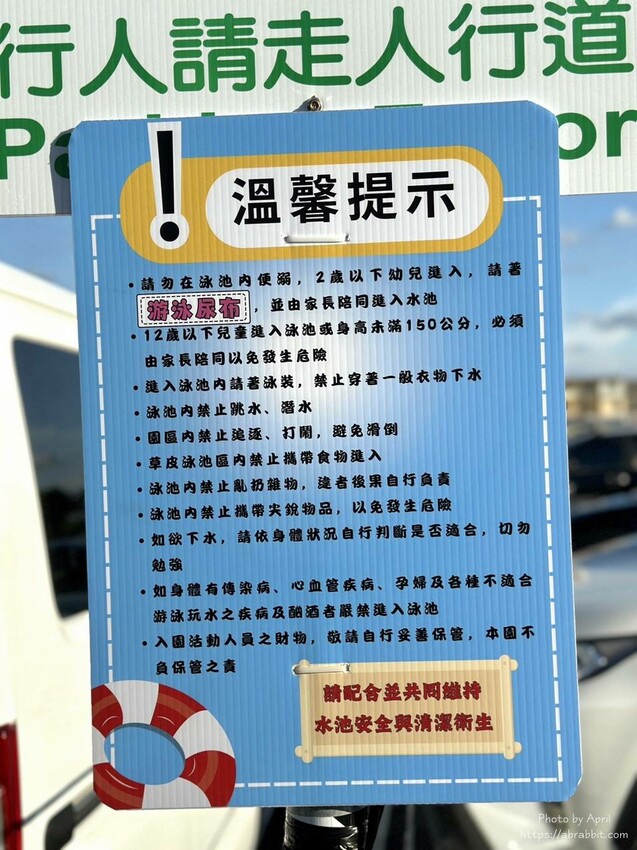 行人請走人行道
！溫馨提示
•請勿在泳池內便溺，2歲以下幼兒進入，請著
游泳尿布，並由家長陪同進入水池
•12歲以下兒童進入泳池或身高未滿150公分，必須
由家長陪同以免發生危險
•進入泳池內請著泳裝，禁止穿著一般衣物下水
•泳池內禁止跳水、潛水
•園區內禁止追逐、打鬧，避免滑倒
•草皮泳池區內禁止攜帶食物進入
•泳池內禁止亂扔雜物，違者後果自行負責
•泳池內禁止攜帶尖銳物品，以免發生危險
•如欲下水，請依身體狀況自行判斷是否適合，切勿
勉強
•如身體有傳染病、心血管疾病、孕婦及各種不適合
游泳玩水之疾病及酗酒者嚴禁進入泳池
•入園活動人員之財物，敬請自行妥善保管，本園不
負保管之責
請配合並共同維持
水池安全與清潔衛生
Photo by April
https://abrabbit.com